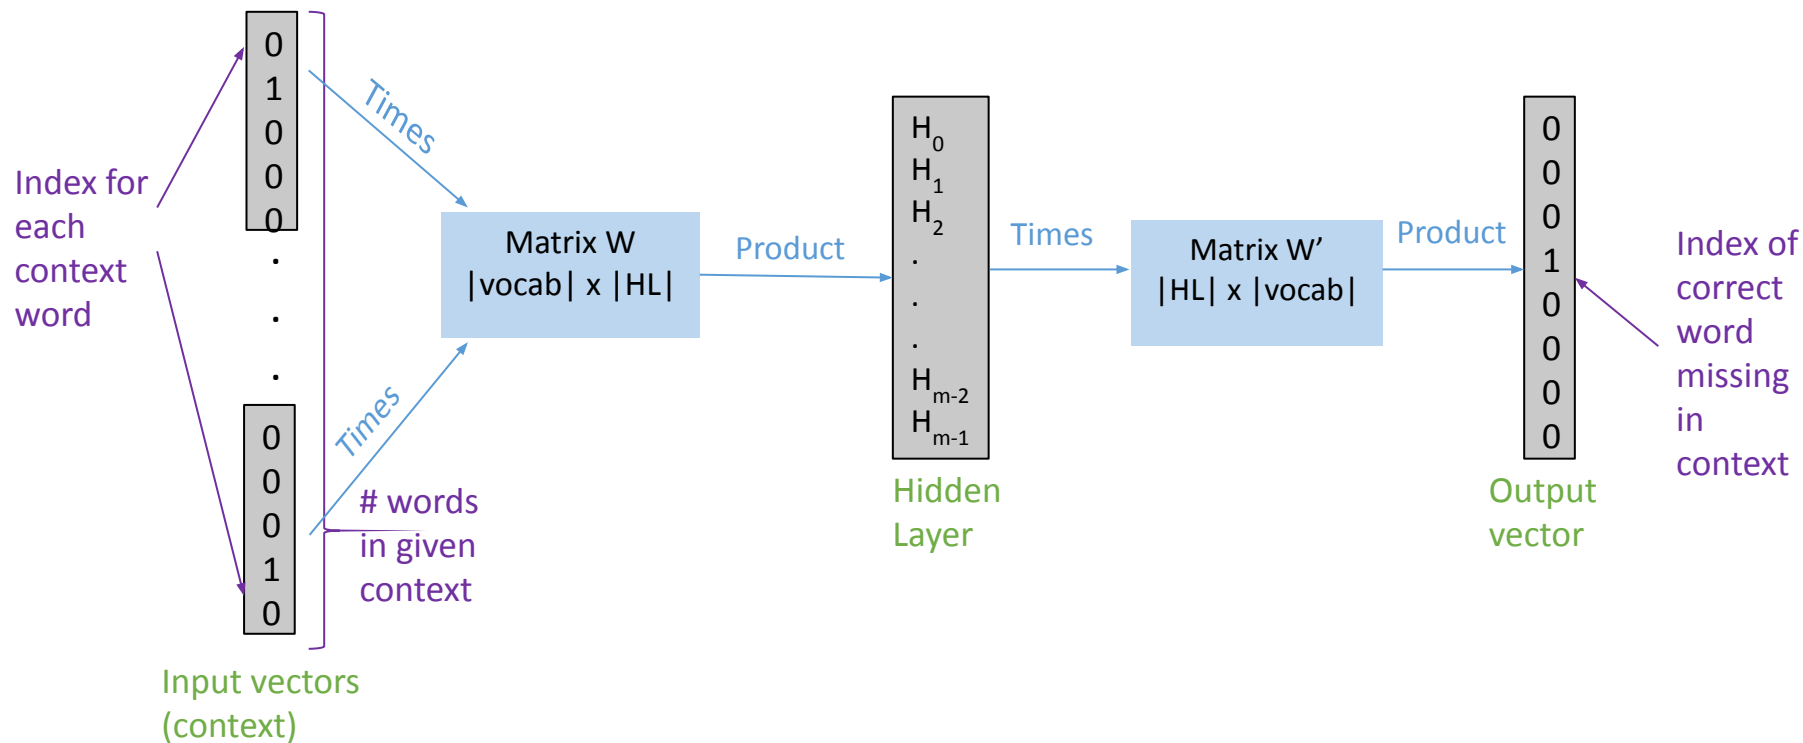 Index for
each
context
word
0
1
0
0
0
.
.
.
0
0
0
1
0
Input vectors
(context)
# words
in given
context
Times
Times
Matrix W
|vocab| x |HL|
Product
H0
H1
H2
.
.
.
Hm-2
Hm-1
Hidden
Layer
Times
Matrix W’
|HL| x |vocab|
Product
0
0
0
1
0
0
0
0
Output
vector
Index of
correct
word
missing
in
context